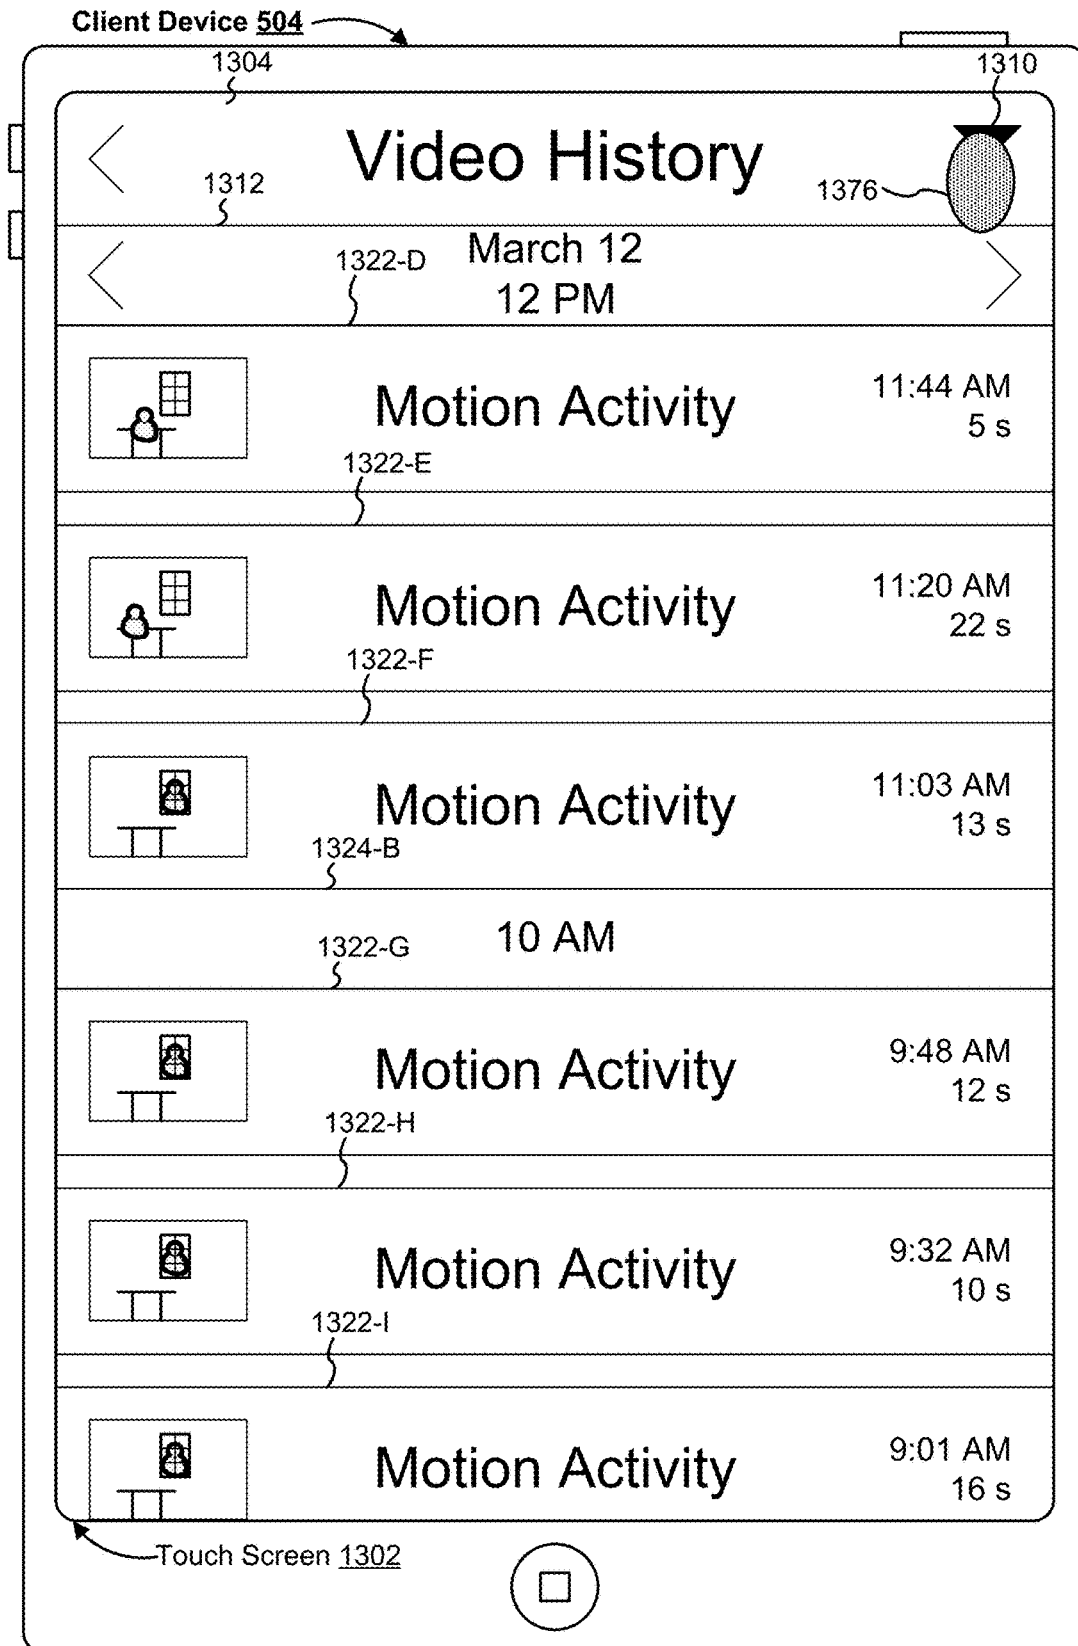 Client Device 504
1304
1310
Video History
1312
1376
March 12
1322-D
12 PM
Motion Activity
11:44 AM
5 s
1322-E
Motion Activity
11:20 AM
22 s
1322-F
Motion Activity
11:03 AM
13 s
1324-B
10 AM
1322-G
Motion Activity
9:48 AM
12 s
1322-H
Motion Activity
9:32 AM
10 s
1322-I
Motion Activity
9:01 AM
16 s
Touch Screen 1302